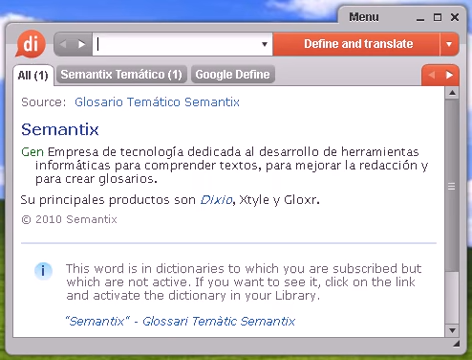 Menu
di
Define and translate
All (1) Semantix Temático (1) Google Define
Source: Glosario Temático Semantix
Semantix
Gen Empresa de tecnología dedicada al desarrollo de herramientas
informáticas para comprender textos, para mejorar la redacción y
para crear glosarios.
Su principales productos son Dixio, Xtyle y Gloxr.
© 2010 Semantix
i
This word is in dictionaries to which you are subscribed but
which are not active. If you want to see it, click on the link
and activate the dictionary in your Library.
"Semantix" - Glossari Temàtic Semantix